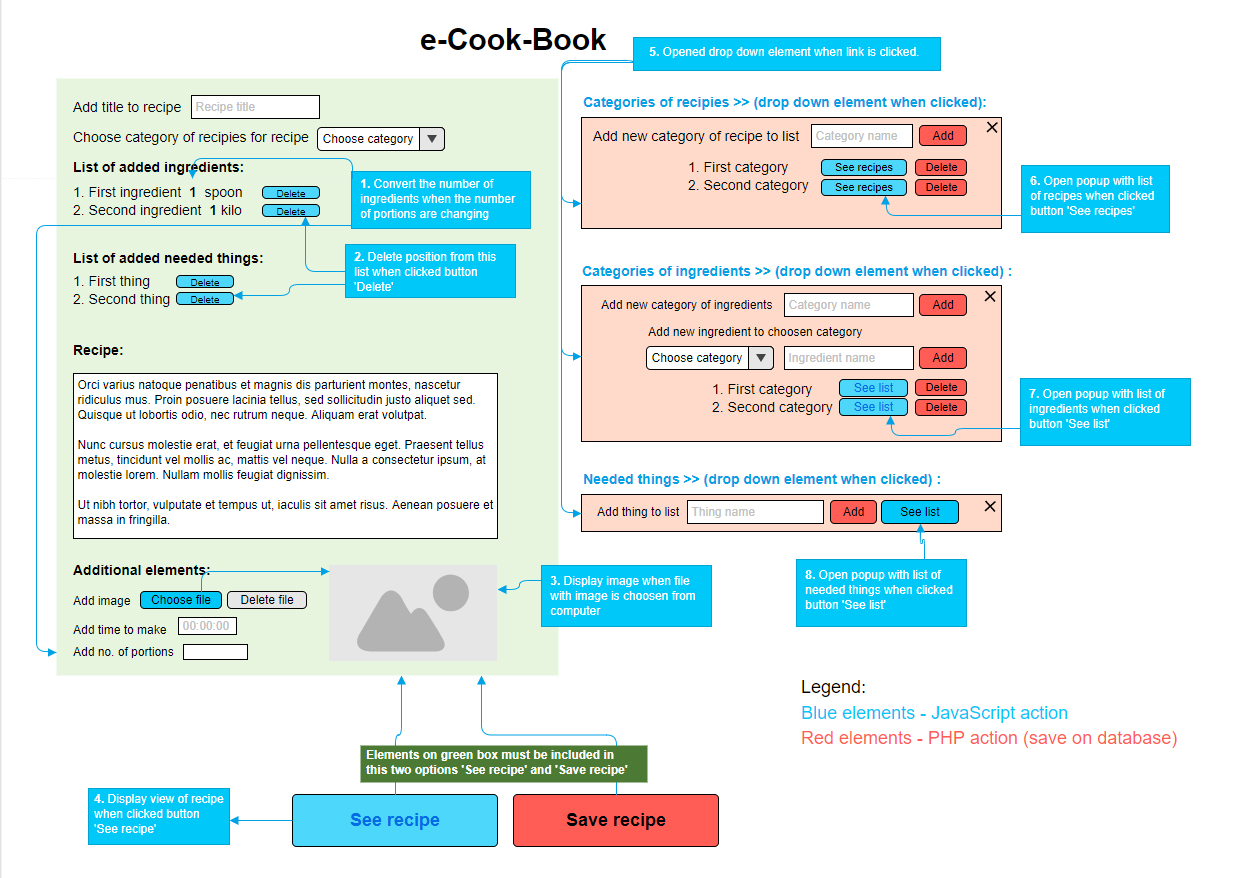 e-Cook-Book
5. Opened drop down element when link is clicked.
Add title to recipe
Recipe title
Choose category of recipies for recipe
Choose category
List of added ingredients:
1. First ingredient 1 spoon
Delete
2. Second ingredient 1 kilo
Delete
1. Convert the number of
ingredients when the number
of portions are changing
List of added needed things:
1. First thing
Delete
2. Second thing
Delete
2. Delete position from this
list when clicked button
'Delete'
Recipe:
Orci varius natoque penatibus et magnis dis parturient montes, nascetur
ridiculus mus. Proin posuere lacinia tellus, sed sollicitudin justo aliquet sed.
Quisque ut lobortis odio, nec rutrum neque. Aliquam erat volutpat.
Nunc cursus molestie erat, et feugiat urna pellentesque eget. Praesent tellus
metus, tincidunt vel mollis ac, mattis vel neque. Nulla a consectetur ipsum, at
molestie lorem. Nullam mollis feugiat dignissim.
Ut nibh tortor, vulputate et tempus ut, iaculis sit amet risus. Aenean posuere et
massa in fringilla.
Additional elements:
Add image
Choose file
Delete file
Add time to make
00:00:00
Add no. of portions
3. Display image when file
with image is choosen from
computer
Categories of recipies >> (drop down element when clicked):
Add new category of recipe to list
Category name
Add
1. First category
See recipes
Delete
2. Second category
See recipes
Delete
6. Open popup with list
of recipes when clicked
button 'See recipes'
Categories of ingredients >> (drop down element when clicked) :
Add new category of ingredients
Category name
Add
Add new ingredient to choosen category
Choose category
Ingredient name
Add
1. First category
See list
Delete
2. Second category
See list
Delete
7. Open popup with list of
ingredients when clicked
button 'See list'
Needed things >> (drop down element when clicked) :
Add thing to list
Thing name
Add
See list
8. Open popup with list of
needed things when clicked
button 'See list'
Legend:
Blue elements - JavaScript action
Red elements - PHP action (save on database)
Elements on green box must be included in
this two options 'See recipe' and 'Save recipe'
4. Display view of recipe
when clicked button
'See recipe'
See recipe
Save recipe